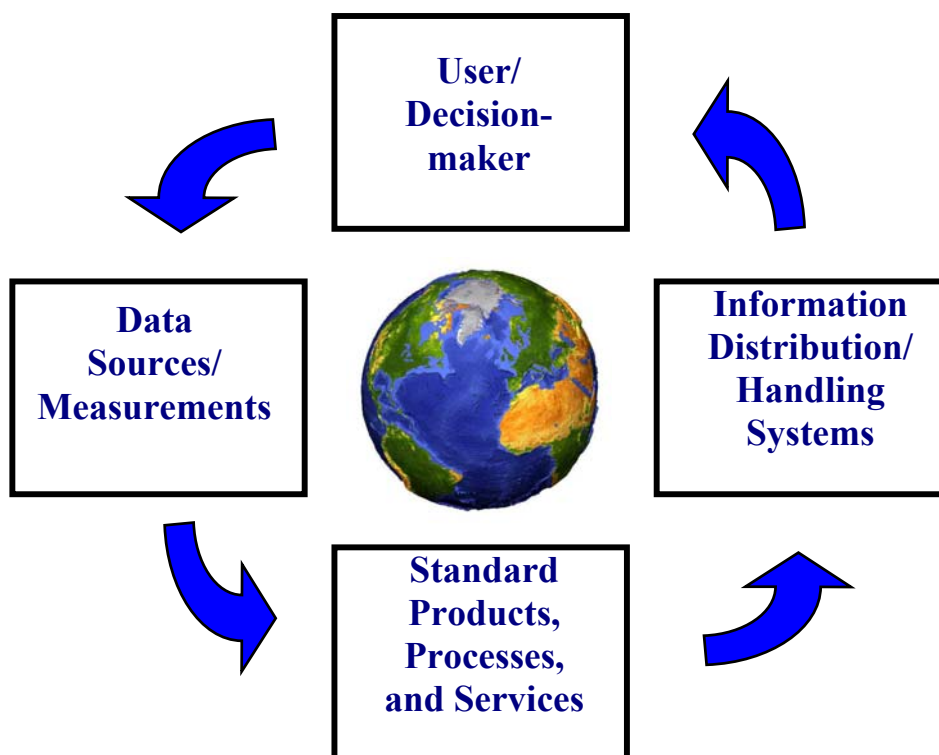 User/
Decision-
maker
Data
Sources/
Measurements
Information
Distribution/
Handling
Systems
Standard
Products,
Processes,
and Services